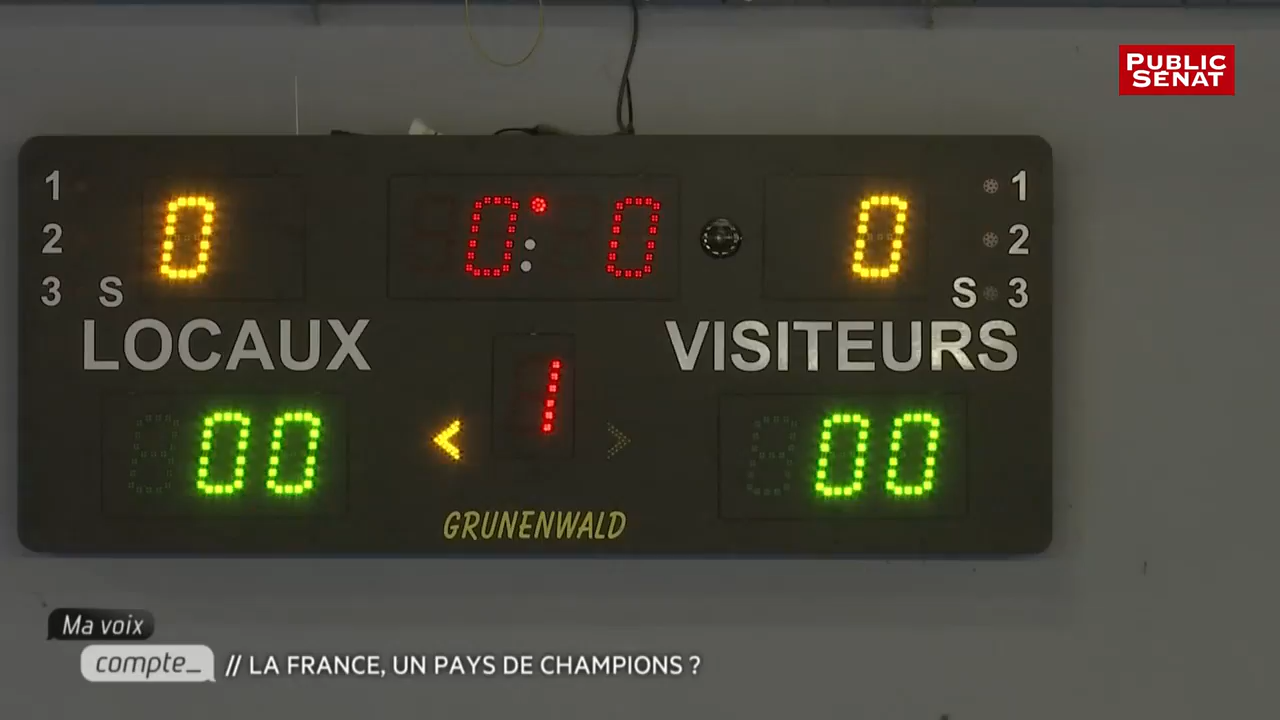 PUBLIC
SÉNAT
1 0 0: 0 0 1
2 2
3 S S 3
LOCAUX VISITEURS
1
00 < > 00
GRUNENWALD
Ma voix
compte_ // LA FRANCE, UN PAYS DE CHAMPIONS ?